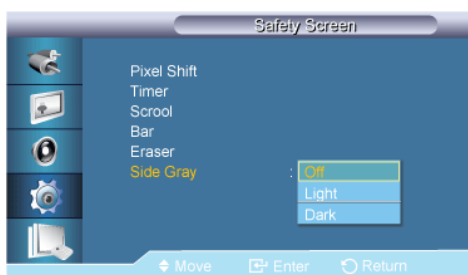 Safety Screen
Pixel Shift
Timer
Scrool
Bar
Eraser
Side Gray : Off
Light
Dark
Move Enter Return